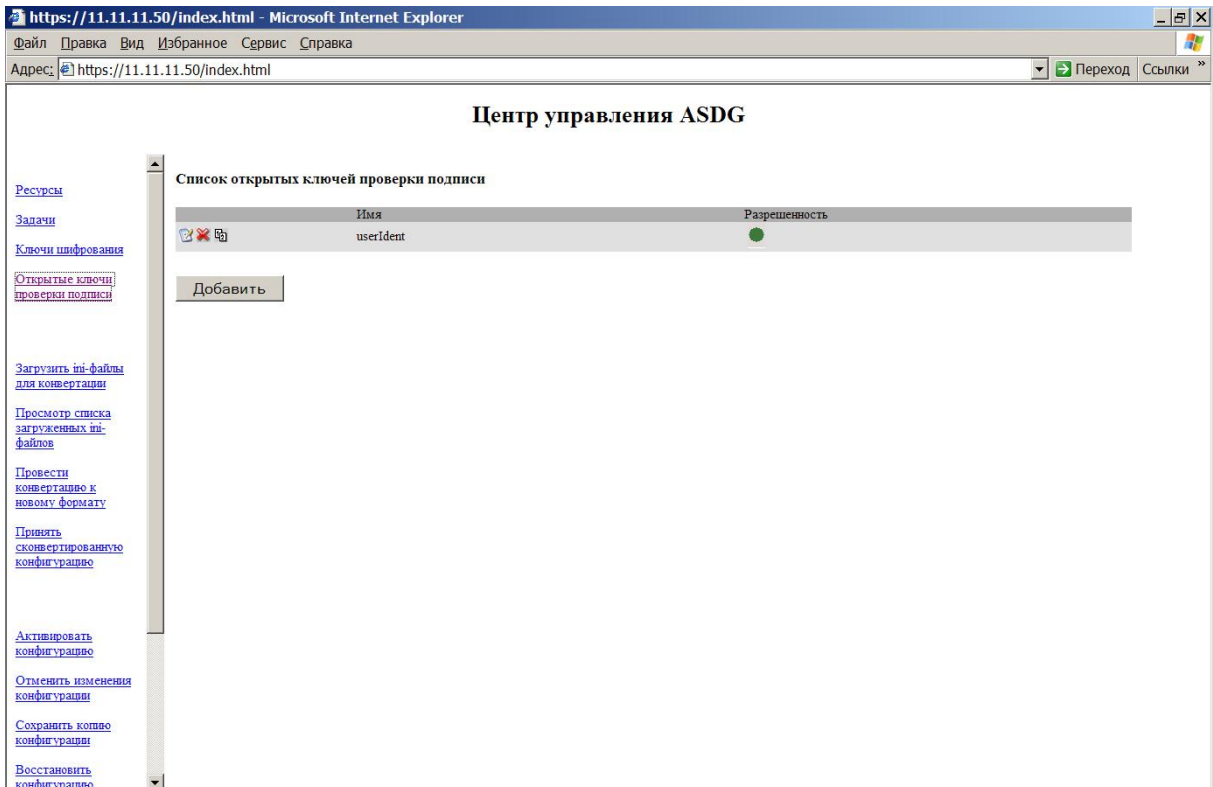 https://11.11.11.50/index.html - Microsoft Internet Explorer
Файл Правка Вид Избранное Сервис Справка
Адрес: https://11.11.11.50/index.html Переход Ссылки »
Центр управления ASDG
Ресурсы
Задачи
Ключи шифрования
Открытые ключи
проверки подписи
Загрузить ini-файлы
для конвертации
Просмотр списка
загруженных ini-
файлов
Провести
конвертацию к
новому формату
Принять
сконвертированную
конфигурацию
Активировать
конфигурацию
Отменить изменения
конфигурации
Сохранить копию
конфигурации
Восстановить
конфигурацию
Список открытых ключей проверки подписи
Имя Разрешенность
userIdent
Добавить